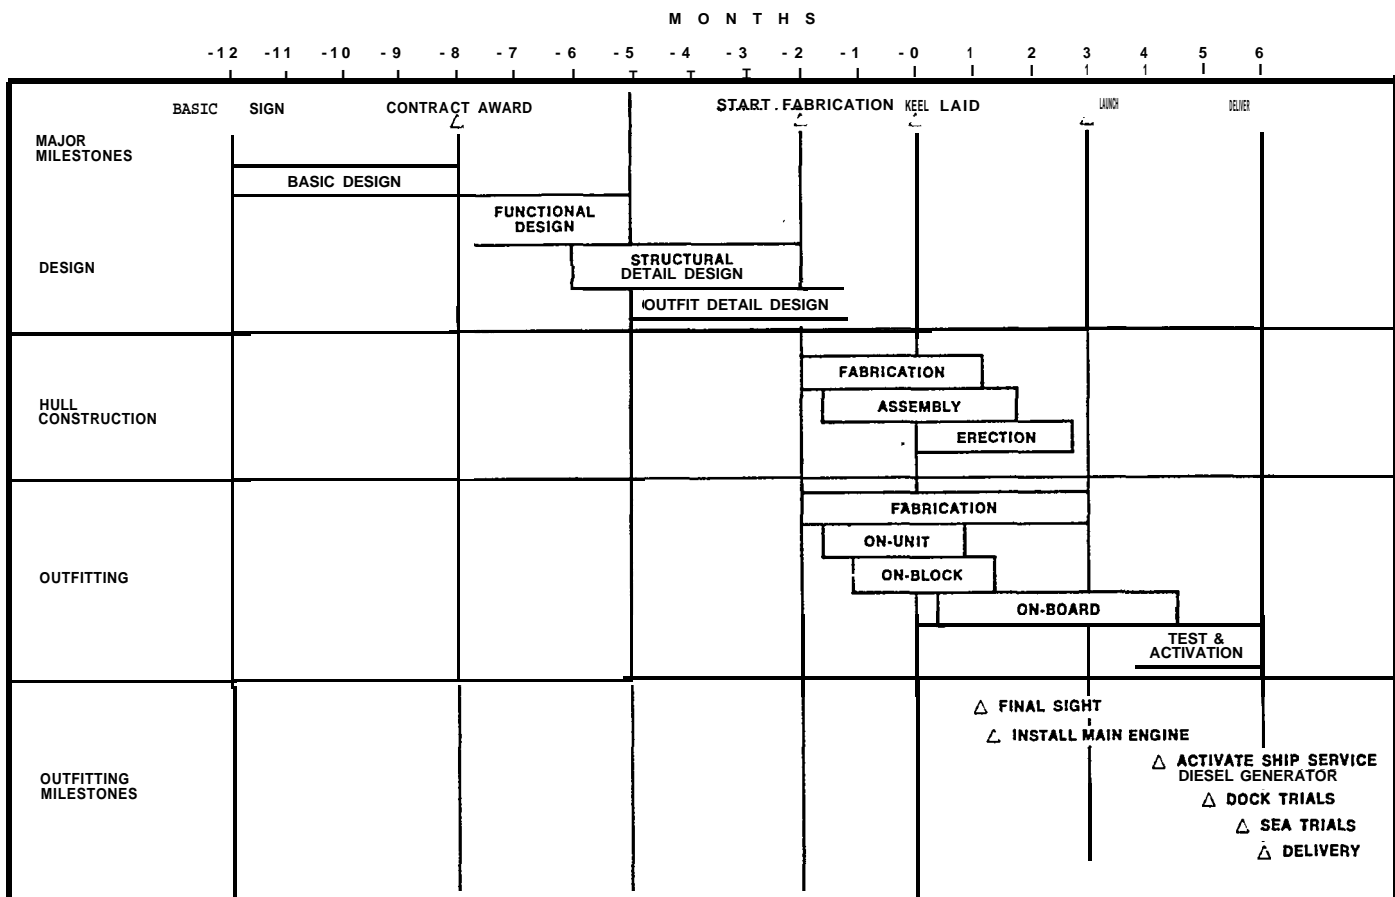 M O N T H S
-12 -11 -10 -9 -8 -7 -6 -5 -4 -3 -2 -1 -0 1 2 3 4 5 6
BASIC SIGN CONTRACT AWARD START FABRICATION KEEL LAID LAUNCH DELIVER
MAJOR
MILESTONES
BASIC DESIGN
FUNCTIONAL
DESIGN
DESIGN
STRUCTURAL
DETAIL DESIGN
OUTFIT DETAIL DESIGN
HULL
CONSTRUCTION
FABRICATION
ASSEMBLY
ERECTION
OUTFITTING
FABRICATION
ON-UNIT
ON-BLOCK
ON-BOARD
TEST &
ACTIVATION
OUTFITTING
MILESTONES
FINAL SIGHT
INSTALL MAIN ENGINE
ACTIVATE SHIP SERVICE
DIESEL GENERATOR
DOCK TRIALS
SEA TRIALS
DELIVERY